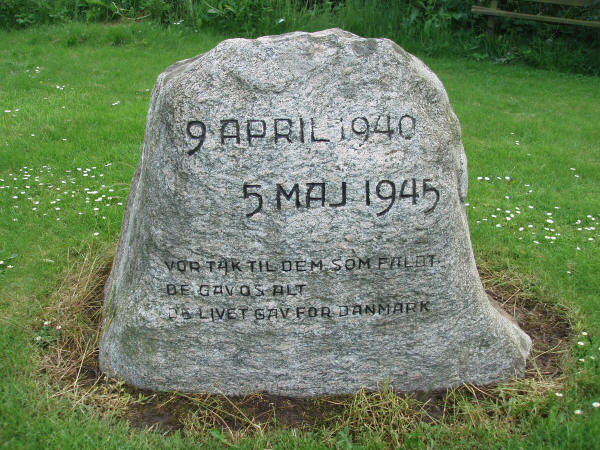 9 APRIL 1940
5 MAJ 1945
VOR TAK TIL DEM SOM FALDT.
DE GAV OS ALT
DA LIVET GAV FOR DANMARK